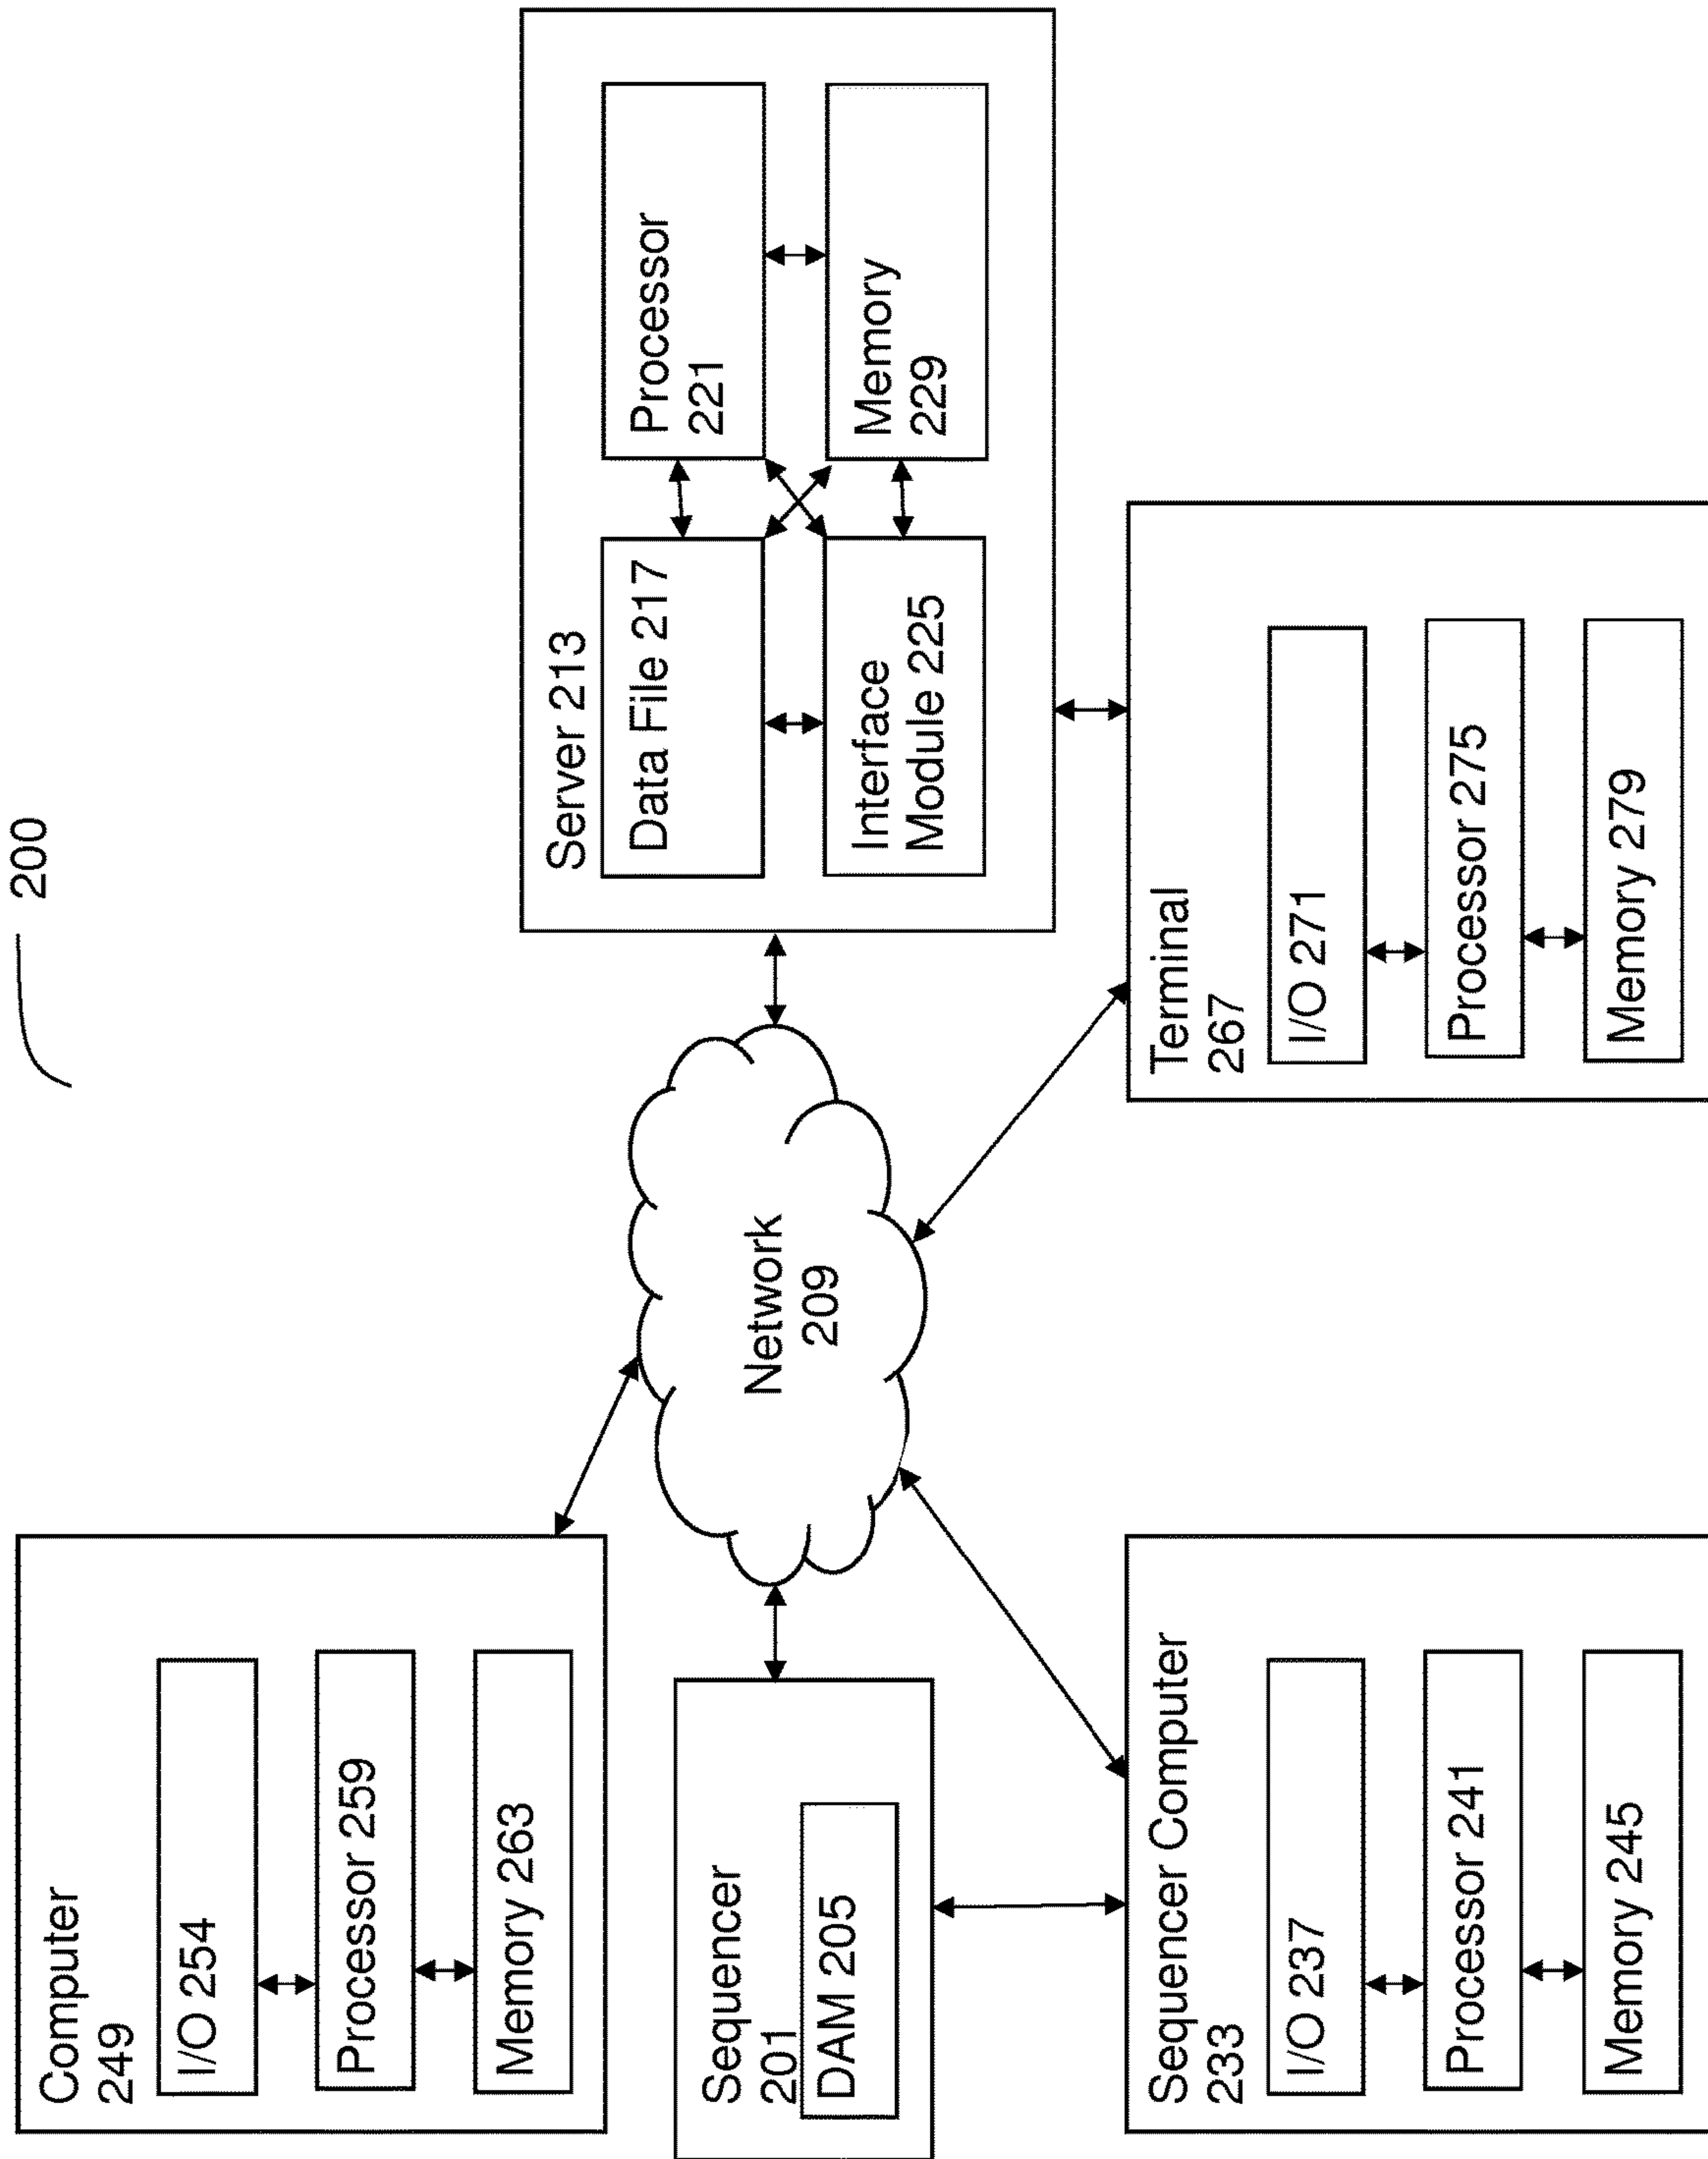 200
Computer
249
I/O 254
Processor 259
Memory 263
Sequencer
201
DAM 205
Sequencer Computer
233
I/O 237
Processor 241
Memory 245
Network
209
Server 213
Data File 217
Processor
221
Interface
Module 225
Memory
229
Terminal
267
I/O 271
Processor 275
Memory 279